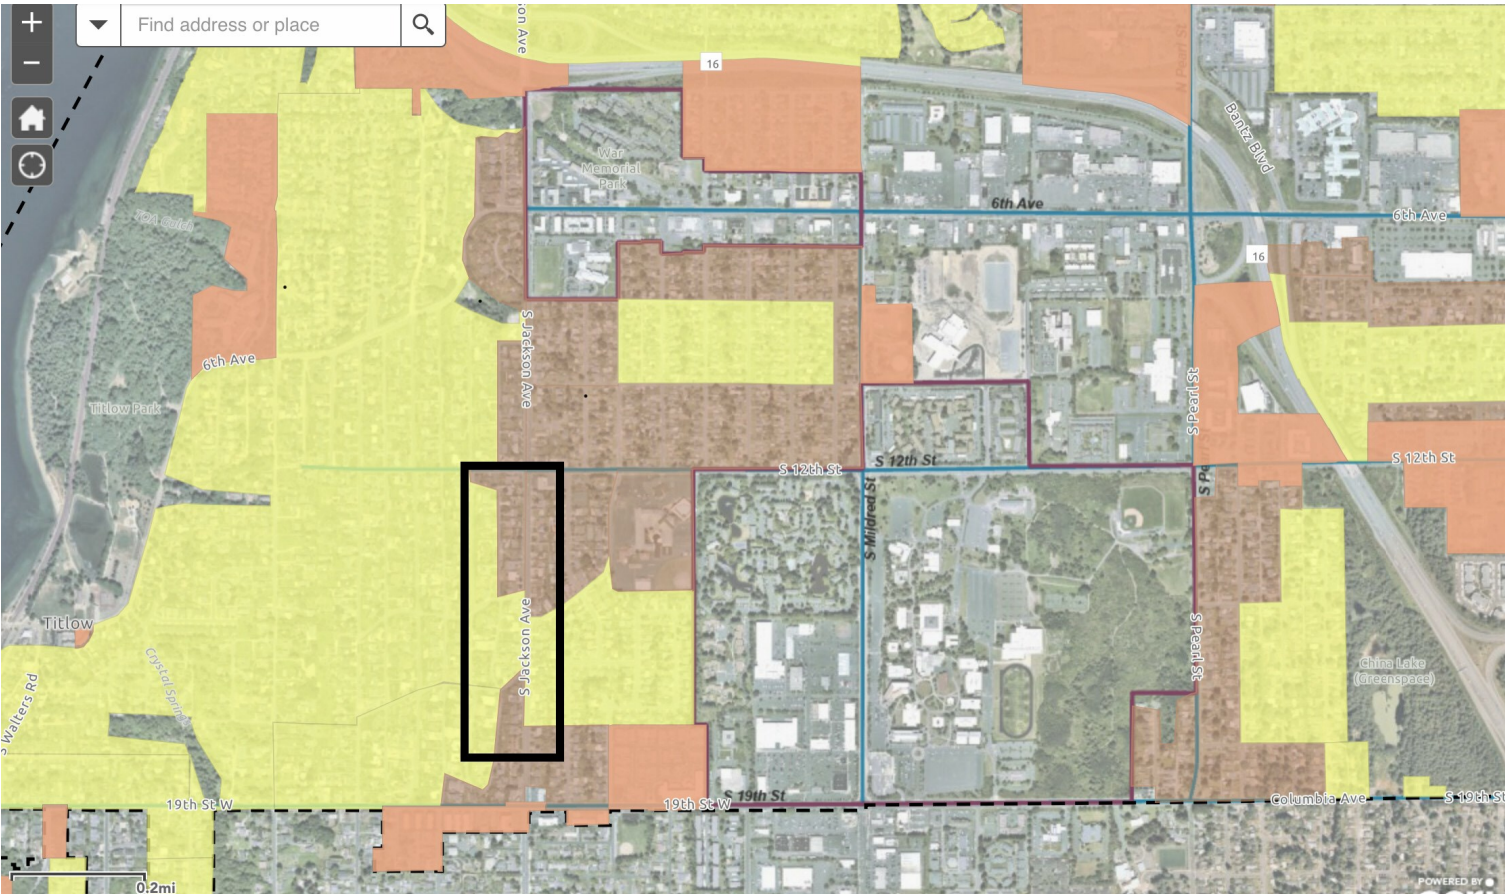 +
Find address or place
−
on Ave
16
N Pearl St
Bantz Blvd
War
Memorial
Park
6th Ave
6th Ave
16
S Jackson Ave
6th Ave
Titlow Park
S Pearl St
S 12th St
S 12th St
S 12th St
S Pe
S Mildred St
S Jackson Ave
Titlow
S Pearl St
Crystal Sprin
China Lake
(Greenspace)
S Walters Rd
19th St W
19th St W
S 19th St
Columbia Ave
S 19th St
0.2mi
POWERED BY